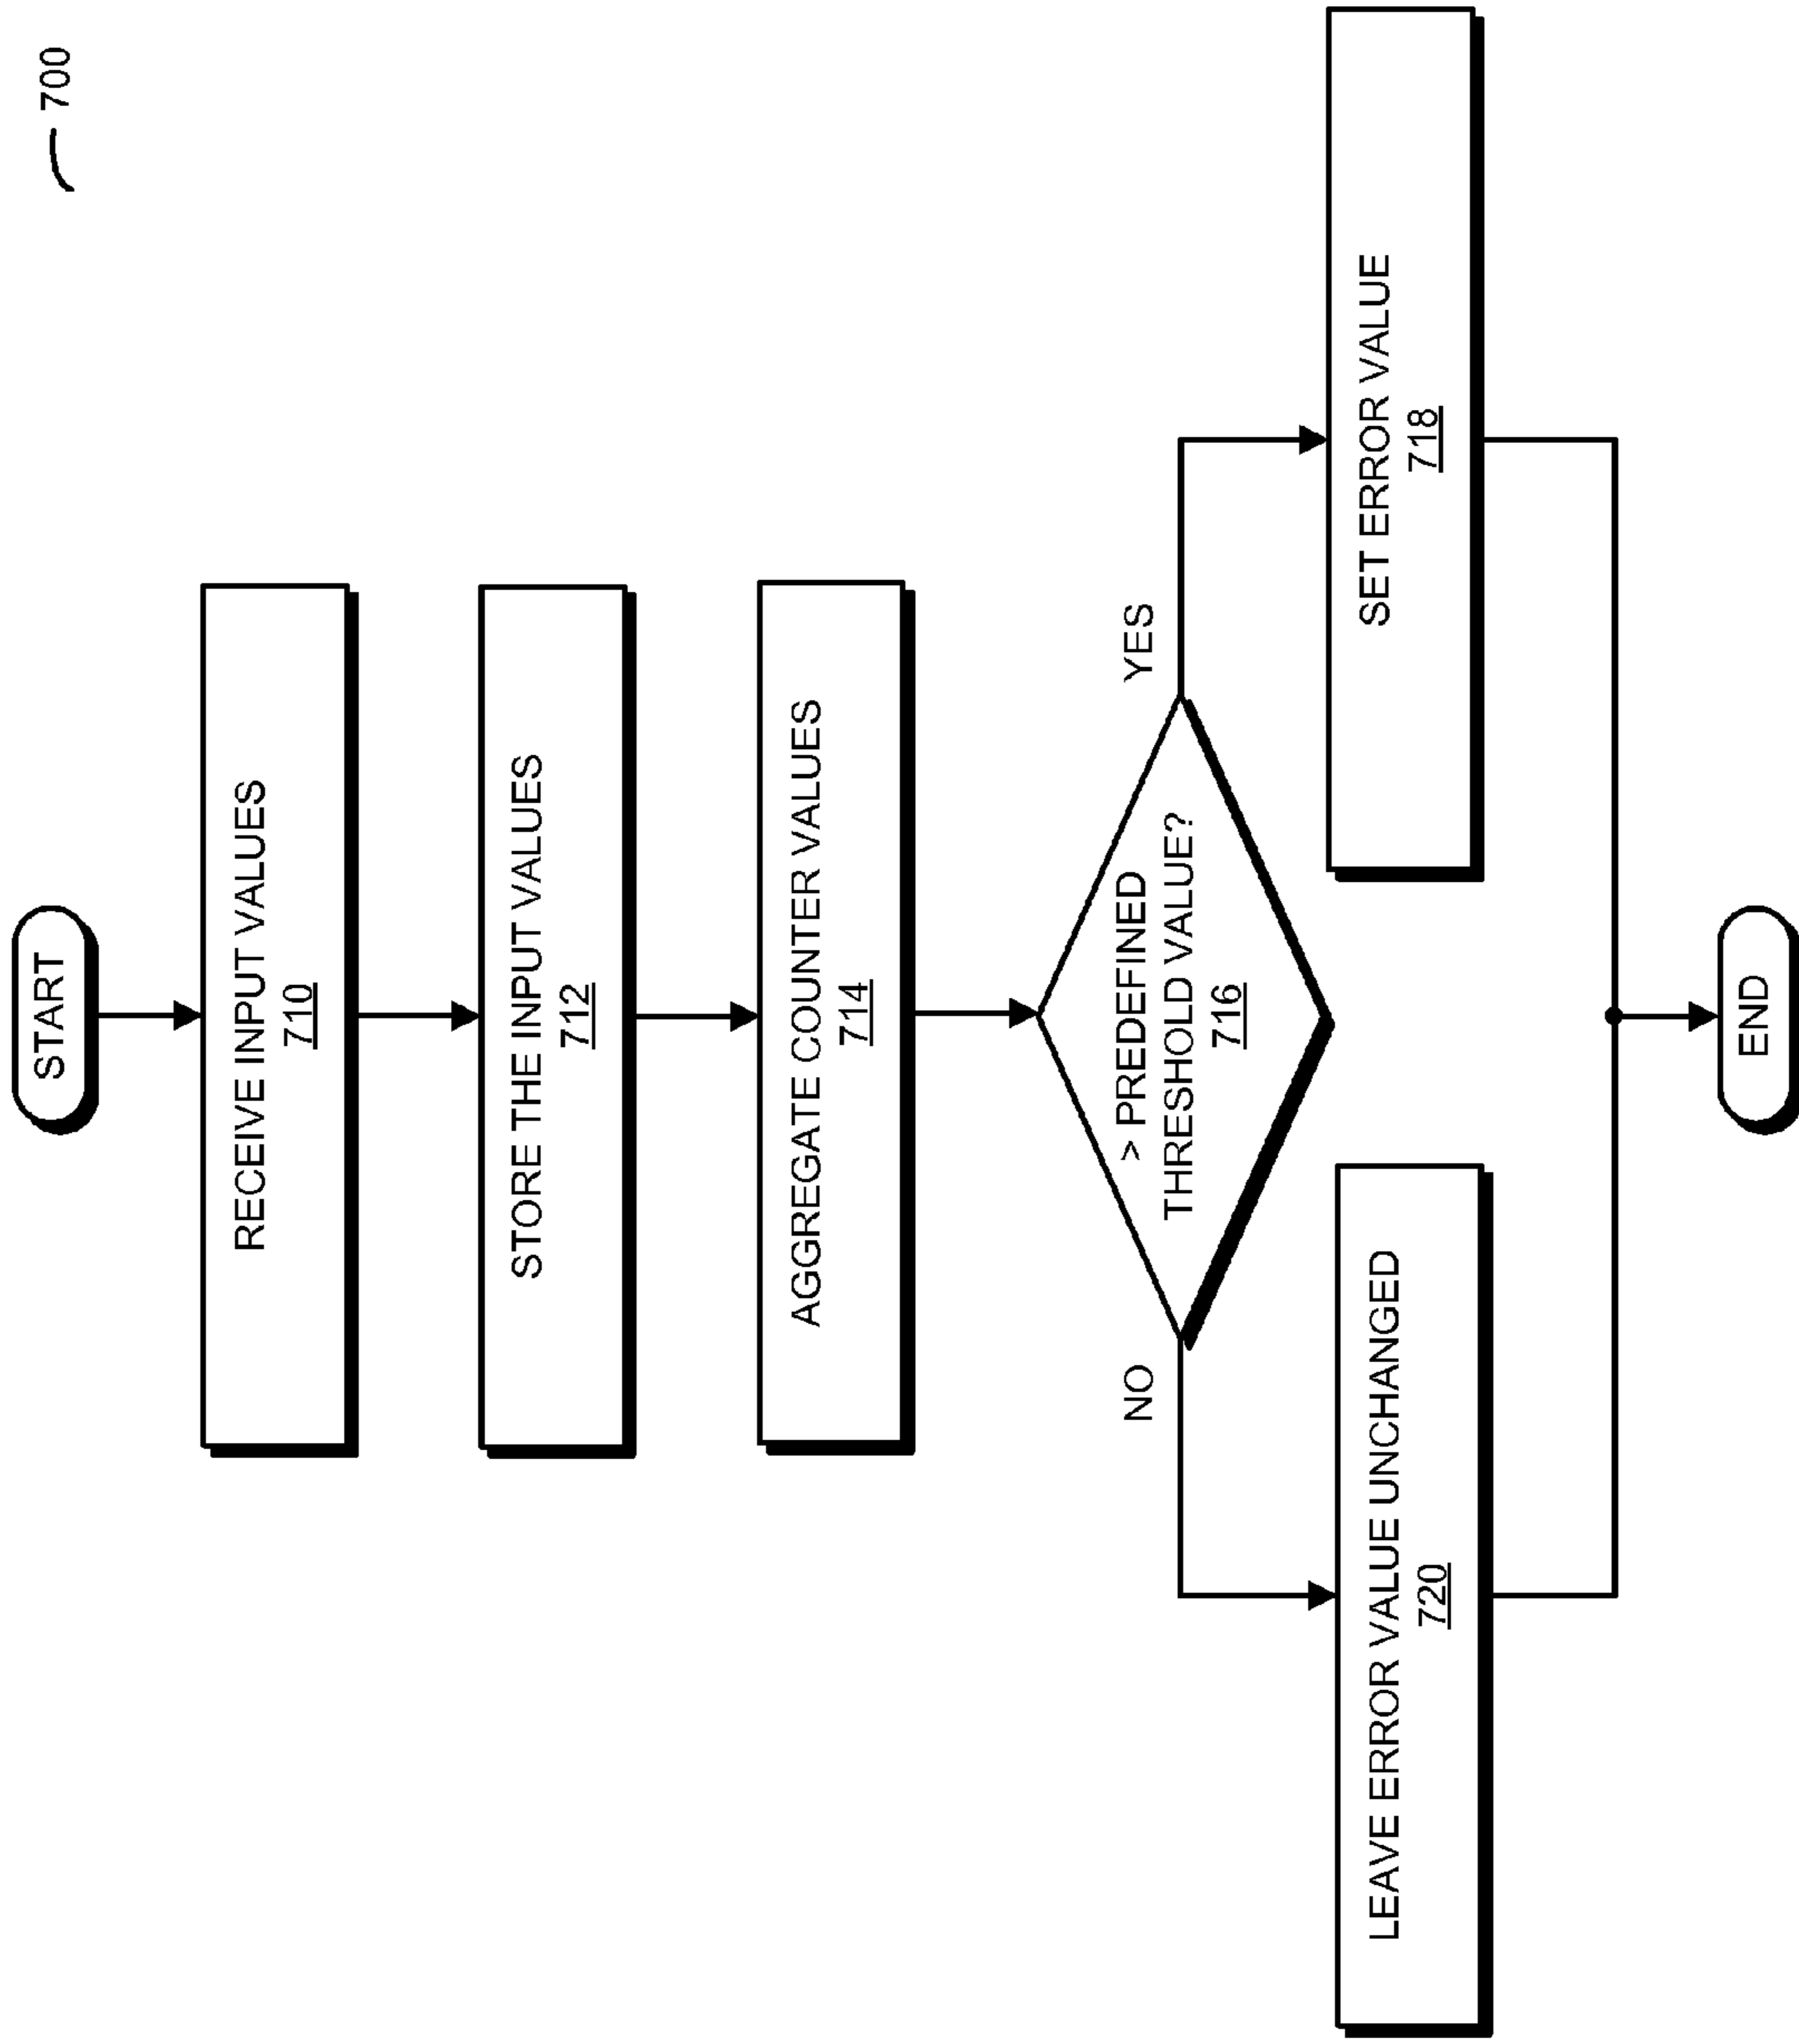 700
START
RECEIVE INPUT VALUES
710
STORE THE INPUT VALUES
712
AGGREGATE COUNTER VALUES
714
> PREDEFINED
THRESHOLD VALUE?
716
NO
YES
LEAVE ERROR VALUE UNCHANGED
720
SET ERROR VALUE
718
END